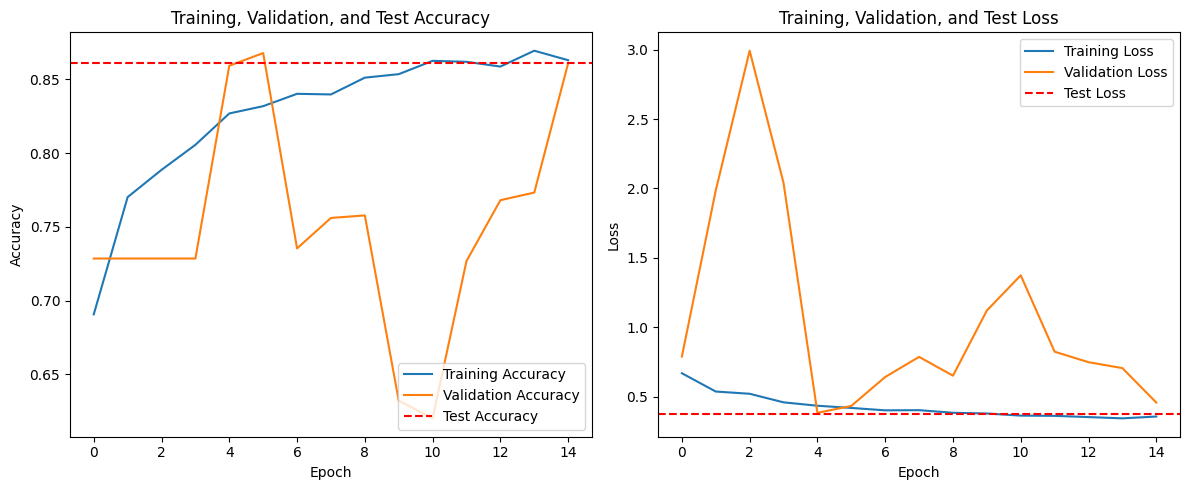 Training, Validation, and Test Accuracy
Accuracy
0.85
0.80
0.75
0.70
0.65
Training Accuracy
Validation Accuracy
Test Accuracy
0 2 4 6 8 10 12 14
Epoch
Training, Validation, and Test Loss
Loss
3.0
2.5
2.0
1.5
1.0
0.5
Training Loss
Validation Loss
Test Loss
0 2 4 6 8 10 12 14
Epoch